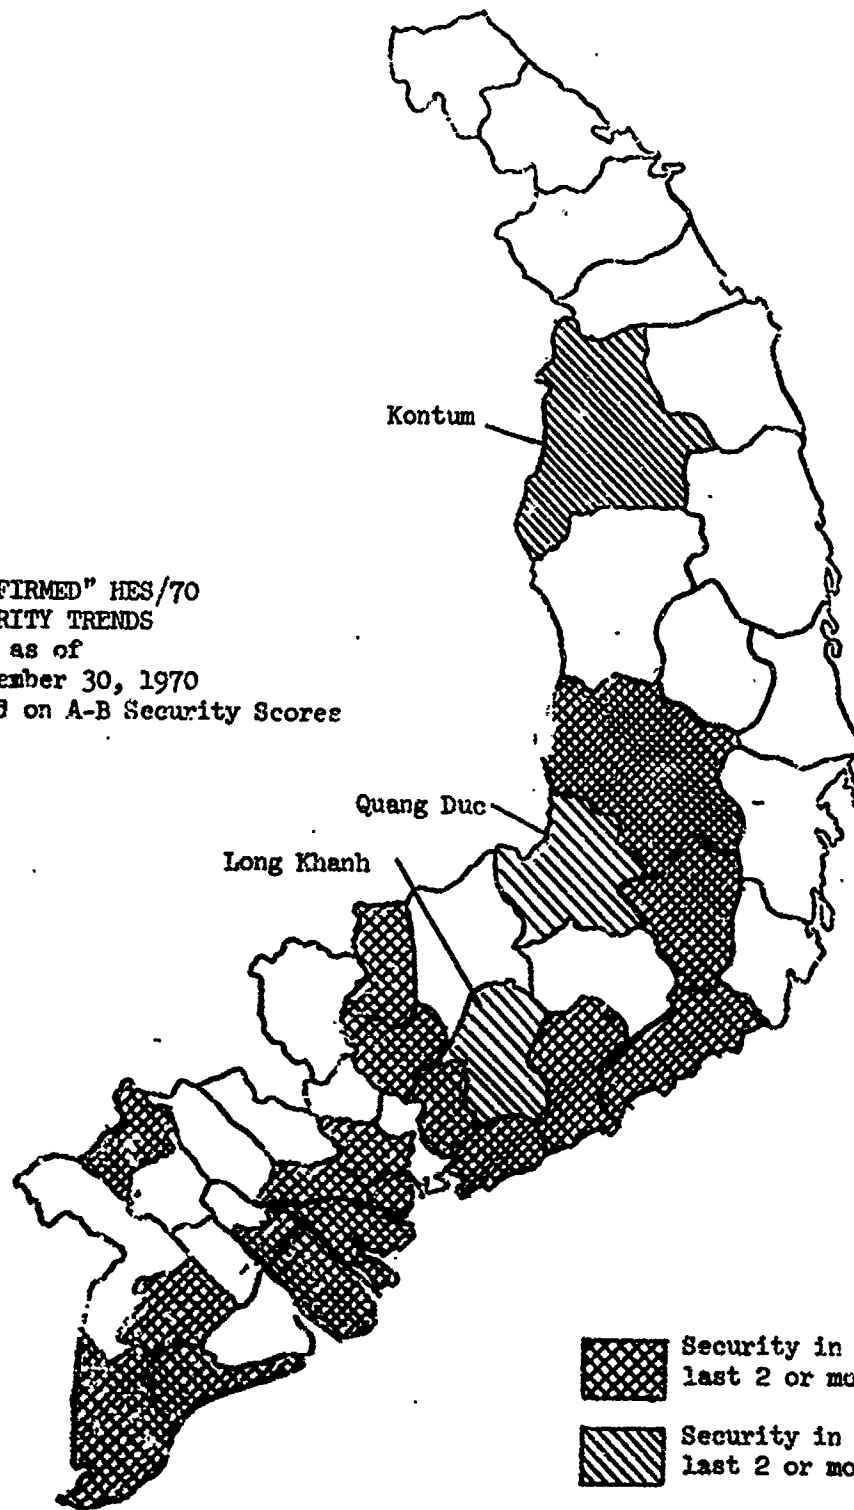 FIRMED" HES/70
RITY TRENDS
as of
ember 30, 1970
on A-B Security Scores
Kontum
Quang Duc
Long Khanh
Security in
last 2 or mo
Security in
last 2 or mo